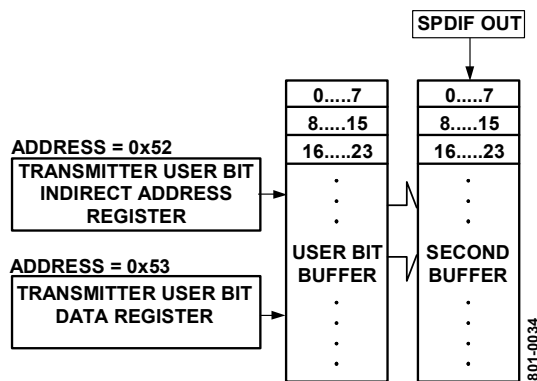 SPDIF OUT
0.....7
8.....15
16.....23
0.....7
8.....15
16.....23
ADDRESS = 0x52
TRANSMITTER USER BIT
INDIRECT ADDRESS
REGISTER
ADDRESS = 0x53
TRANSMITTER USER BIT
DATA REGISTER
USER BIT
BUFFER
SECOND
BUFFER
801-0034